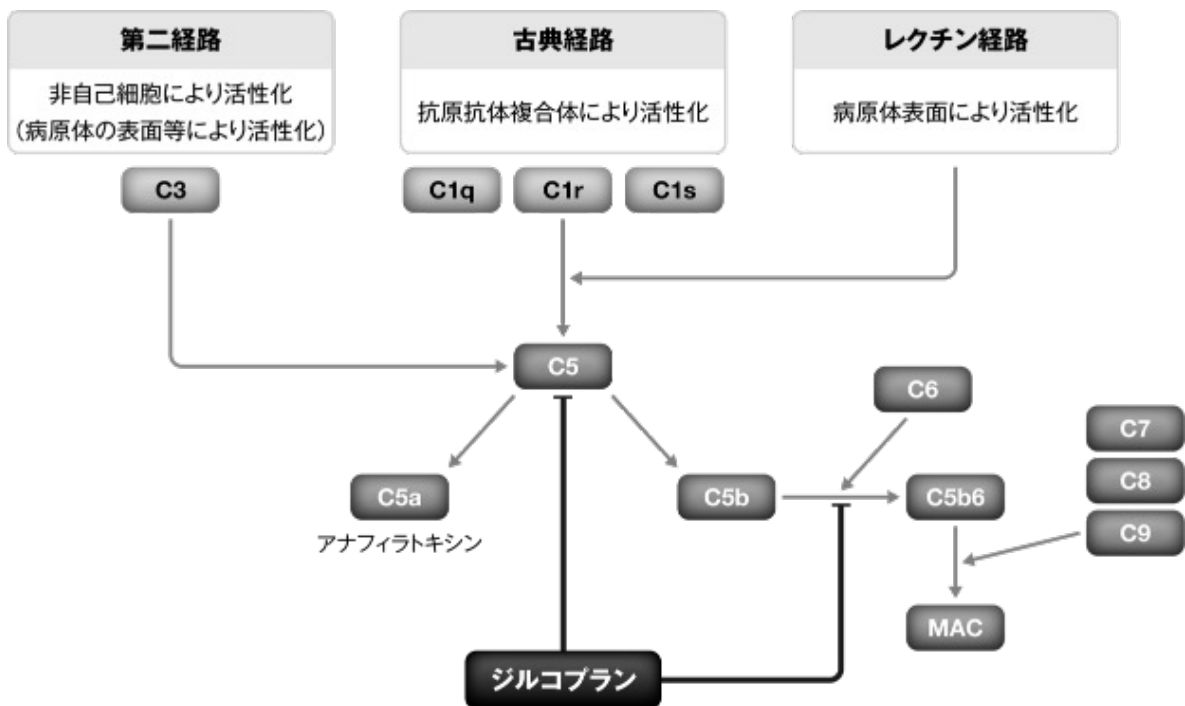 第二経路
非自己細胞により活性化
（病原体の表面等により活性化）
C3
古典経路
抗原抗体複合体により活性化
C1q
C1r
C1s
レクチン経路
病原体表面により活性化
C5
C6
C7
C8
C9
C5a
アナフィラトキシン
C5b
C5b6
MAC
ジルコプラン